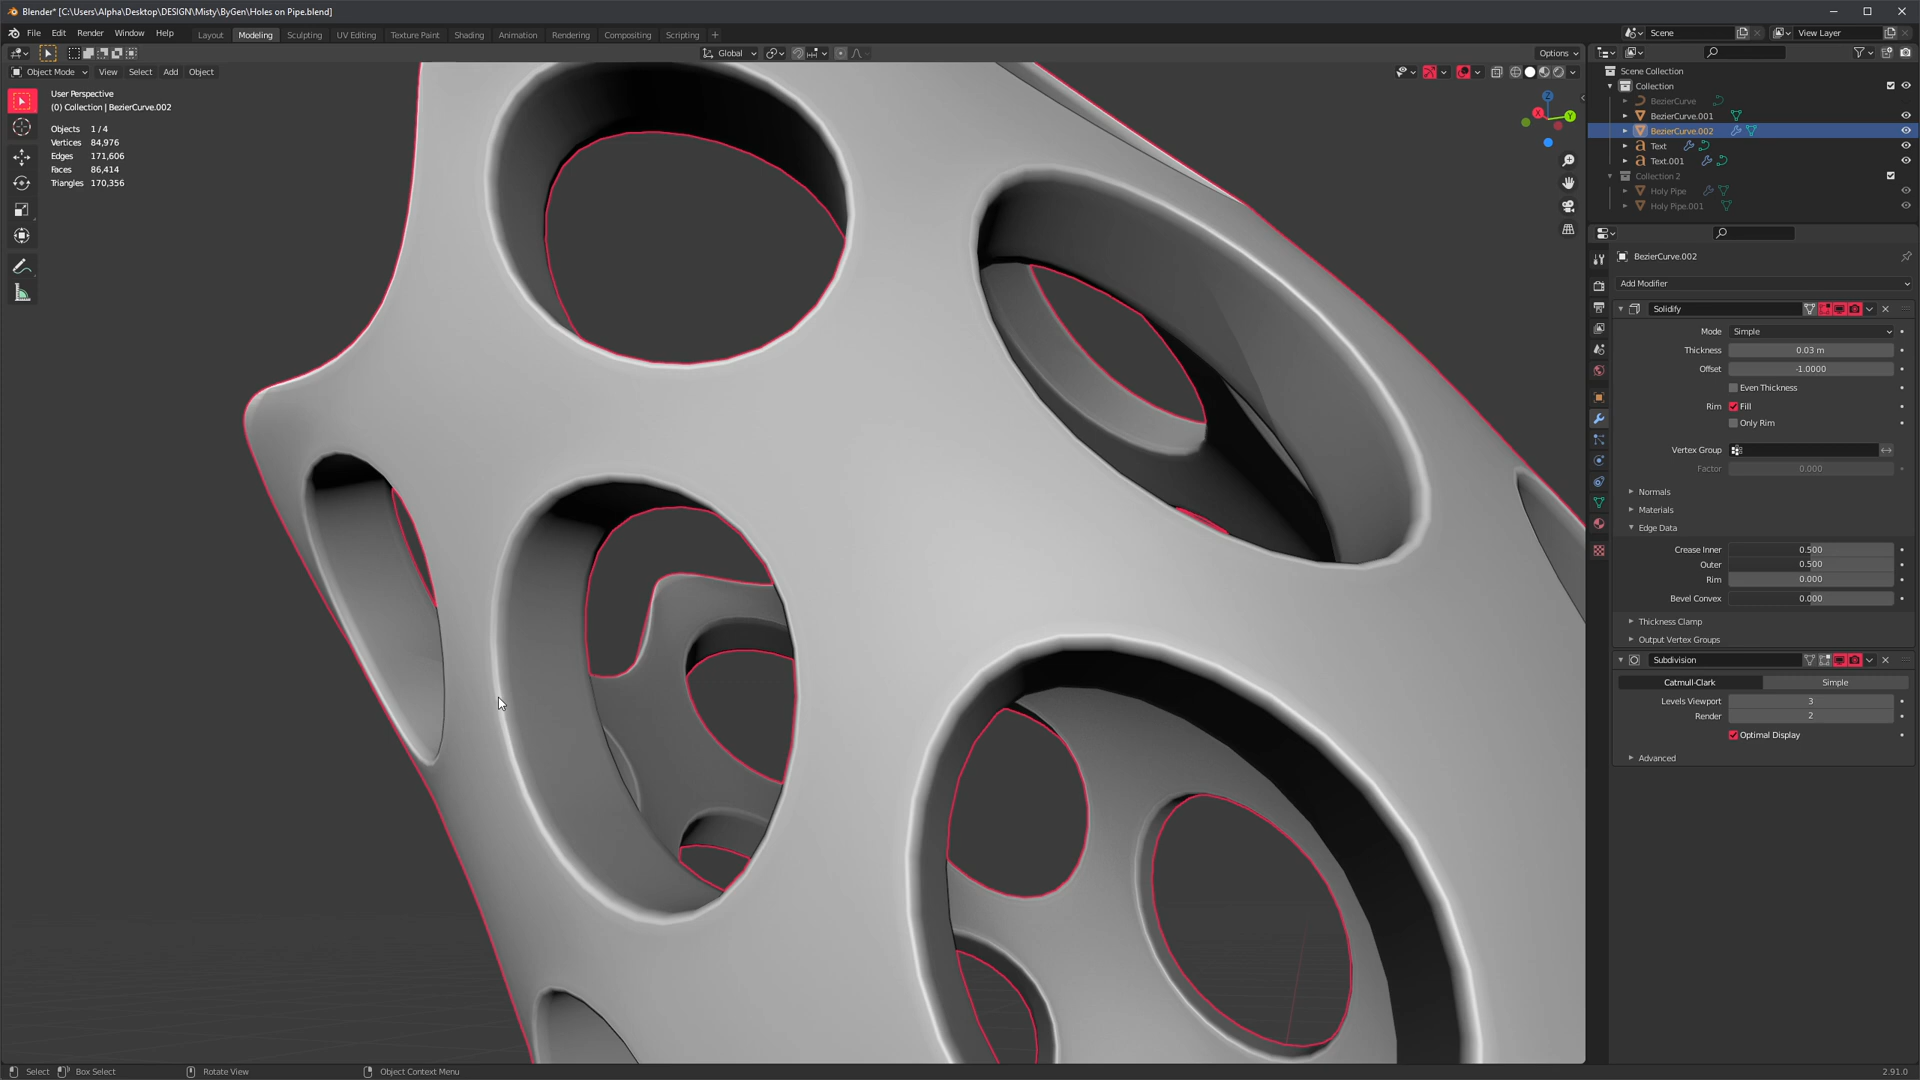 Blender* [C:\Users\Alpha\Desktop\DESIGN\Misty\ByGen\Holes on Pipe.blend]
File Edit Render Window Help
Layout Modeling Sculpting UV Editing Texture Paint Shading Animation Rendering Compositing Scripting +
Scene
View Layer
Global
Options
Object Mode View Select Add Object
User Perspective
(0) Collection | BezierCurve.002
Objects 1 / 4
Vertices 84,976
Edges 171,606
Faces 86,414
Triangles 170,356
Z
X
Y
Scene Collection
Collection
BezierCurve
BezierCurve.001
BezierCurve.002
Text
Text.001
Collection 2
Holy Pipe
Holy Pipe.001
BezierCurve.002
Add Modifier
Solidify
Mode Simple
Thickness 0.03 m
Offset -1.0000
Even Thickness
Rim Fill
Only Rim
Vertex Group
Factor 0.000
Normals
Materials
Edge Data
Crease Inner 0.500
Outer 0.500
Rim 0.000
Bevel Convex 0.000
Thickness Clamp
Output Vertex Groups
Subdivision
Catmull-Clark Simple
Levels Viewport 3
Render 2
Optimal Display
Advanced
Select Box Select Rotate View Object Context Menu 2.91.0